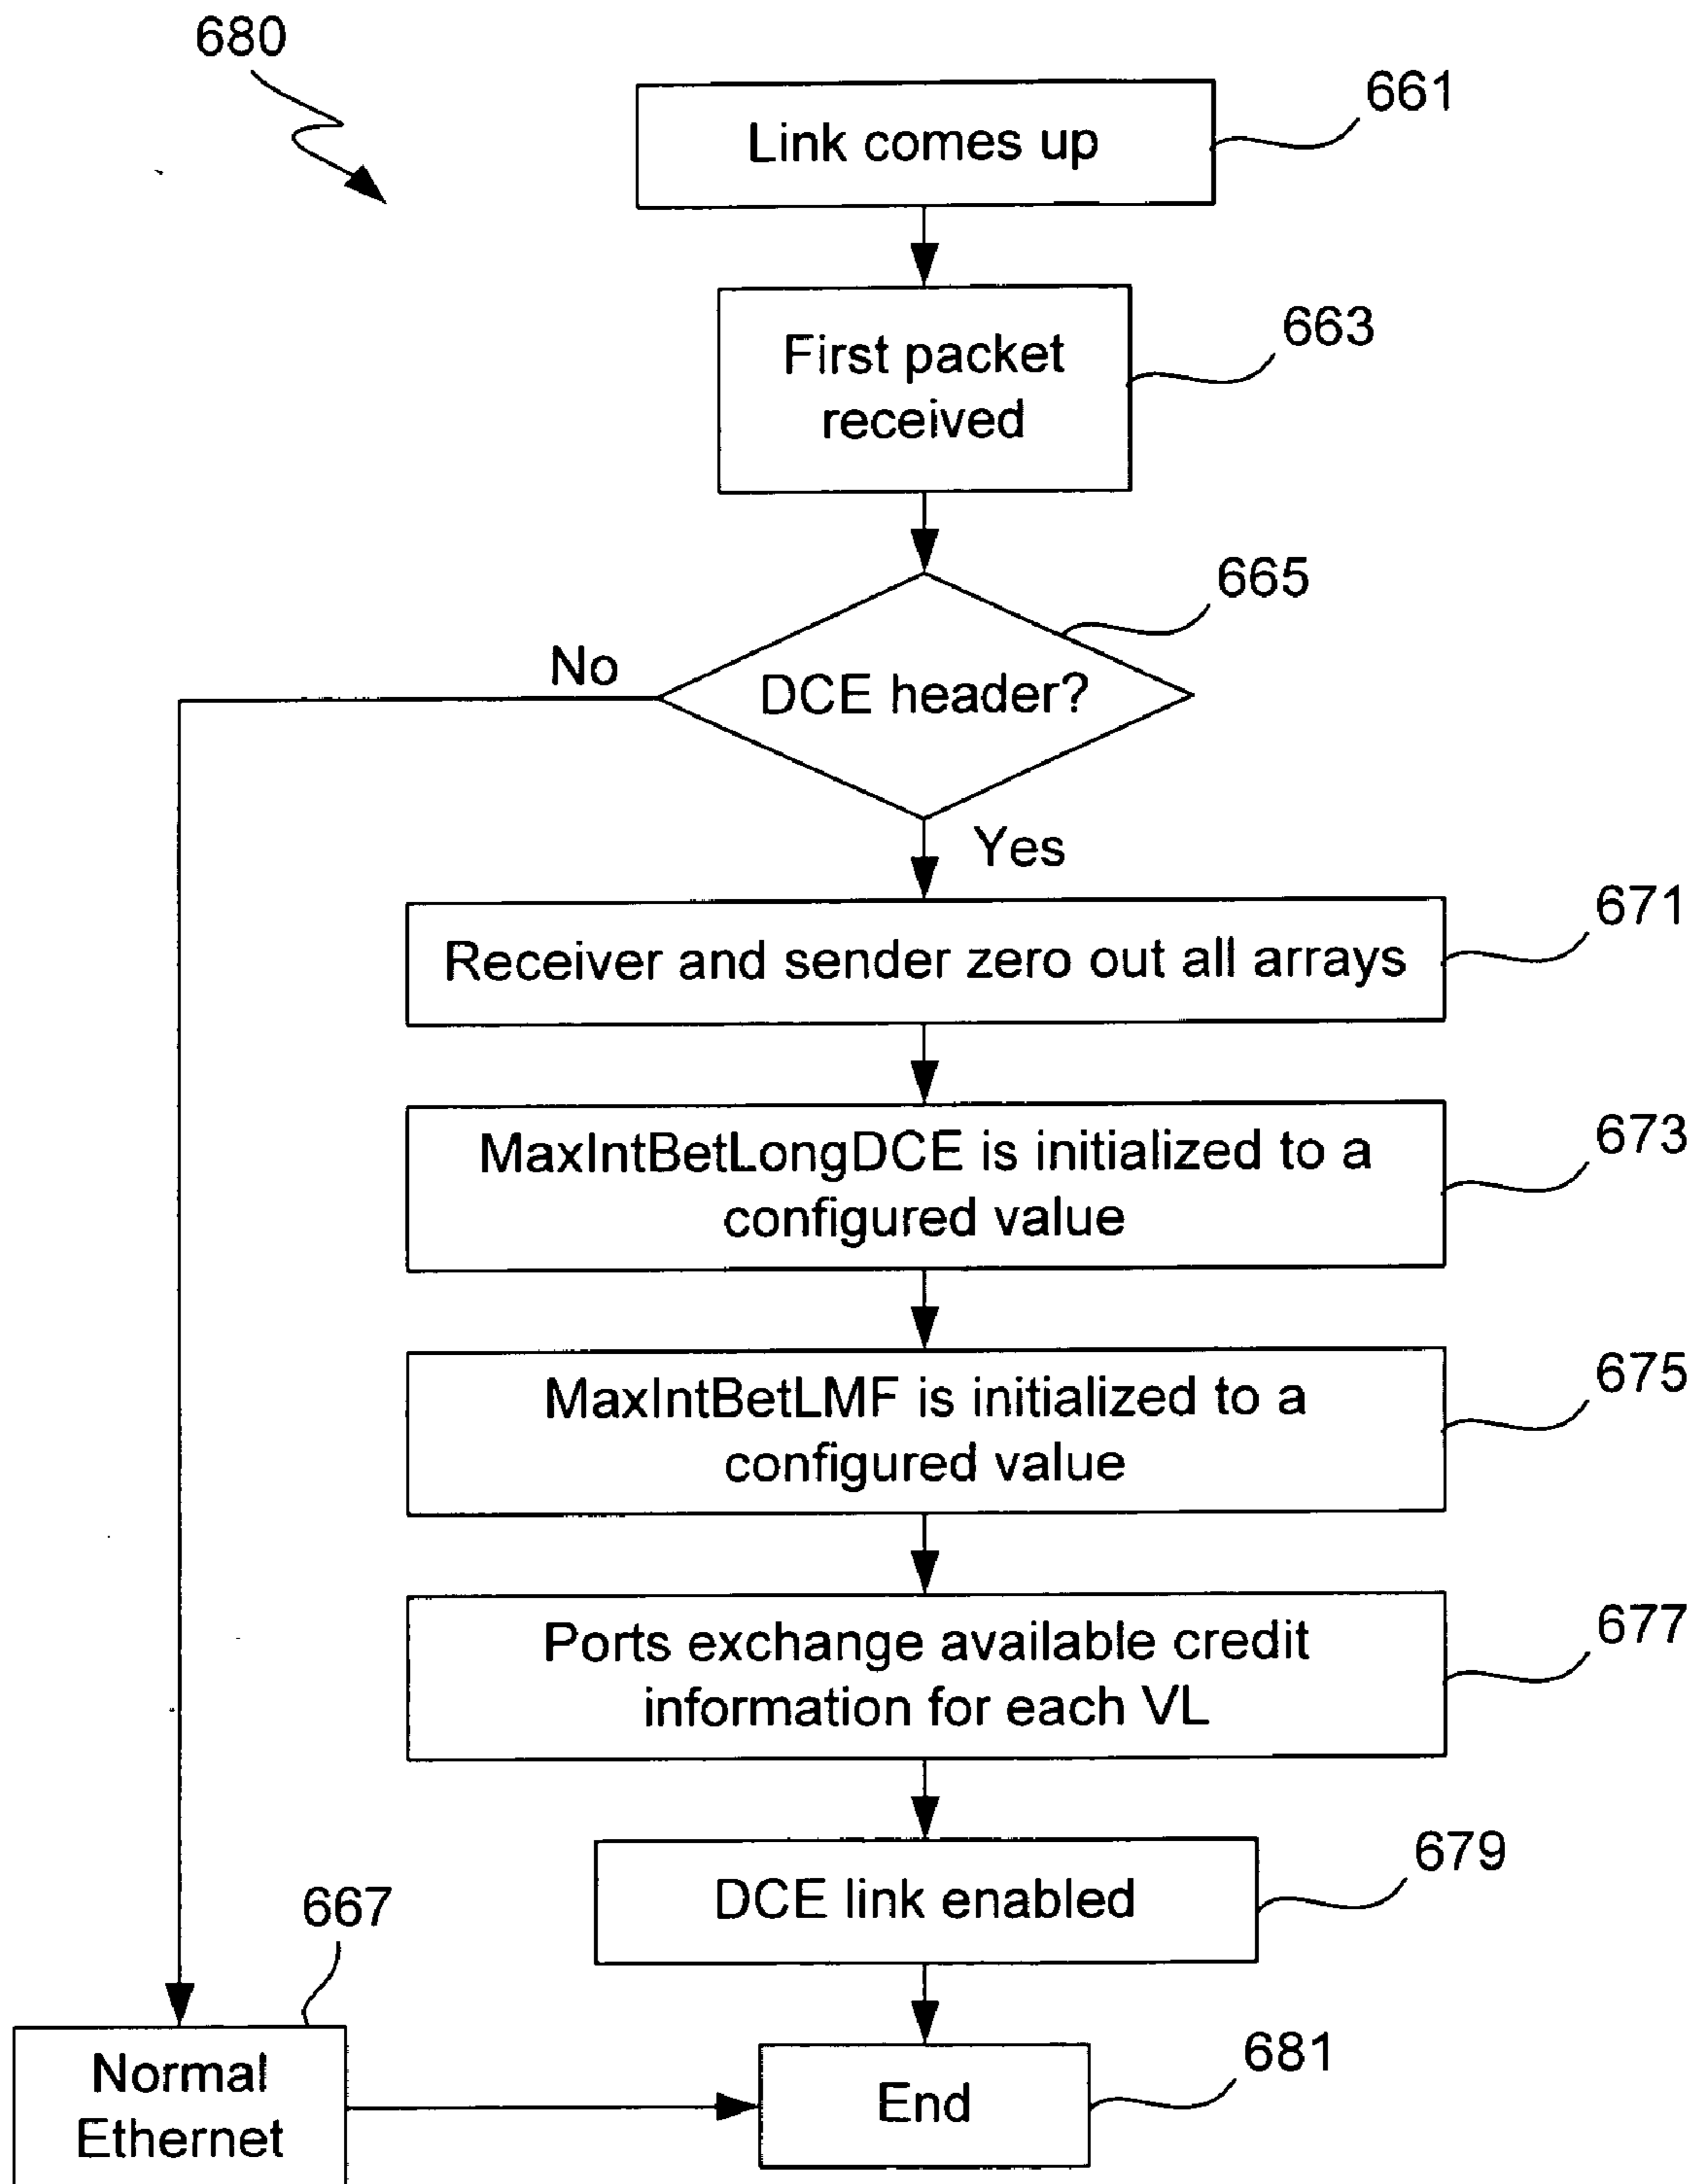 680
661
Link comes up
663
First packet
received
665
No
DCE header?
Yes
671
Receiver and sender zero out all arrays
673
MaxIntBetLongDCE is initialized to a
configured value
675
MaxIntBetLMF is initialized to a
configured value
677
Ports exchange available credit
information for each VL
679
DCE link enabled
667
681
Normal
Ethernet
End